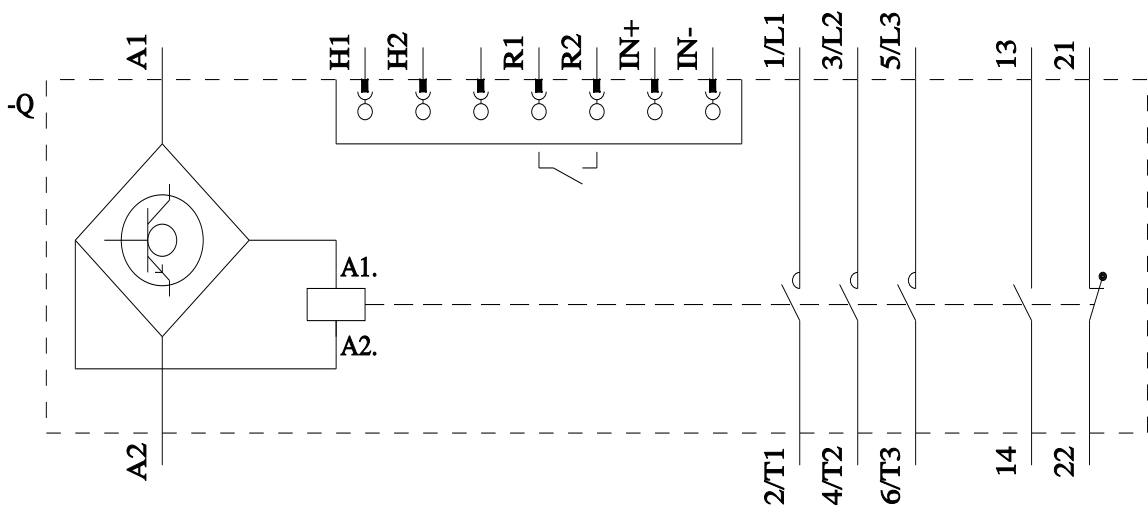 A1
H1
H2
R1
R2
IN+
IN-
1/L1
3/L2
5/L3
13
21
-Q
A1.
A2.
A2
2/T1
4/T2
6/T3
14
22